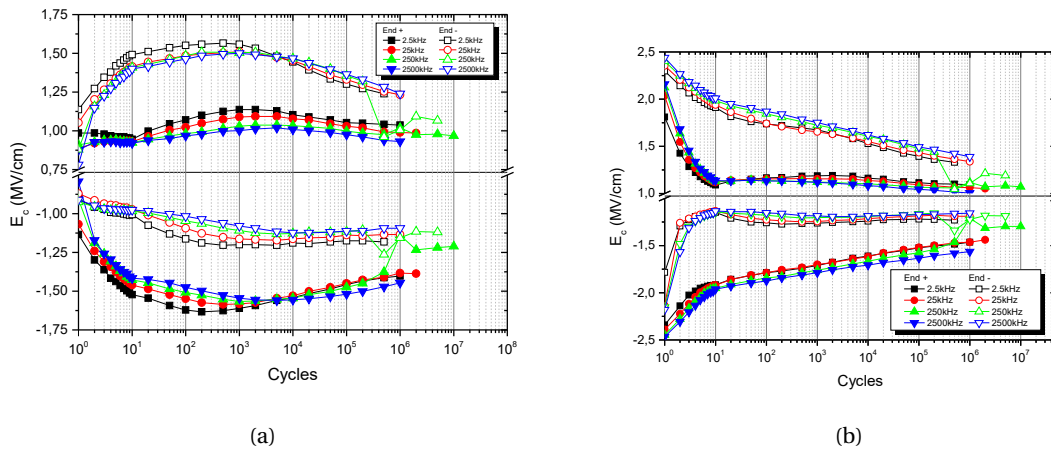 E_c (MV/cm)
1,75
1,50
1,25
1,00
0,75
-1,00
-1,25
-1,50
-1,75
End + End -
2.5kHz 2.5kHz
25kHz 25kHz
250kHz 250kHz
2500kHz 2500kHz
10^0 10^1 10^2 10^3 10^4 10^5 10^6 10^7 10^8
Cycles
(a)
E_c (MV/cm)
2,5
2,0
1,5
1,0
-1,5
-2,0
-2,5
End + End -
2.5kHz 2.5kHz
25kHz 25kHz
250kHz 250kHz
2500kHz 2500kHz
10^0 10^1 10^2 10^3 10^4 10^5 10^6 10^7
Cycles
(b)